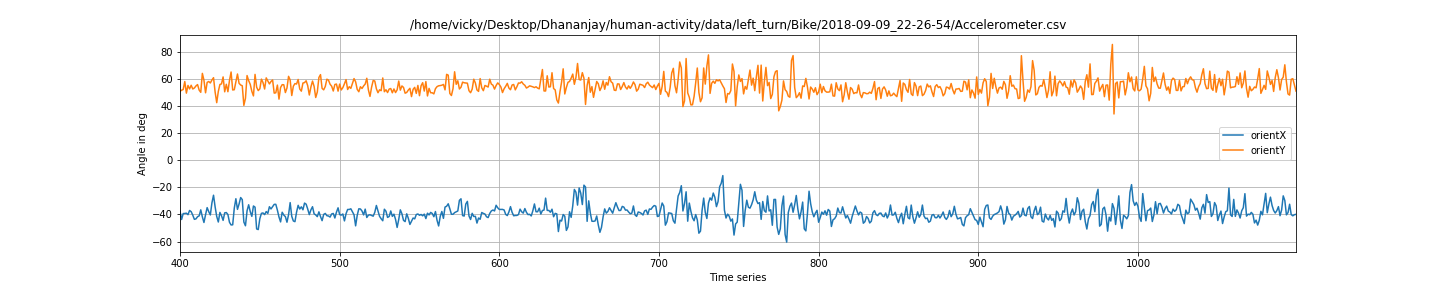 /home/vicky/Desktop/Dhananjay/human-activity/data/left_turn/Bike/2018-09-09_22-26-54/Accelerometer.csv
80
60
40
20
0
−20
−40
−60
Angle in deg
orientX
orientY
400 500 600 700 800 900 1000
Time series